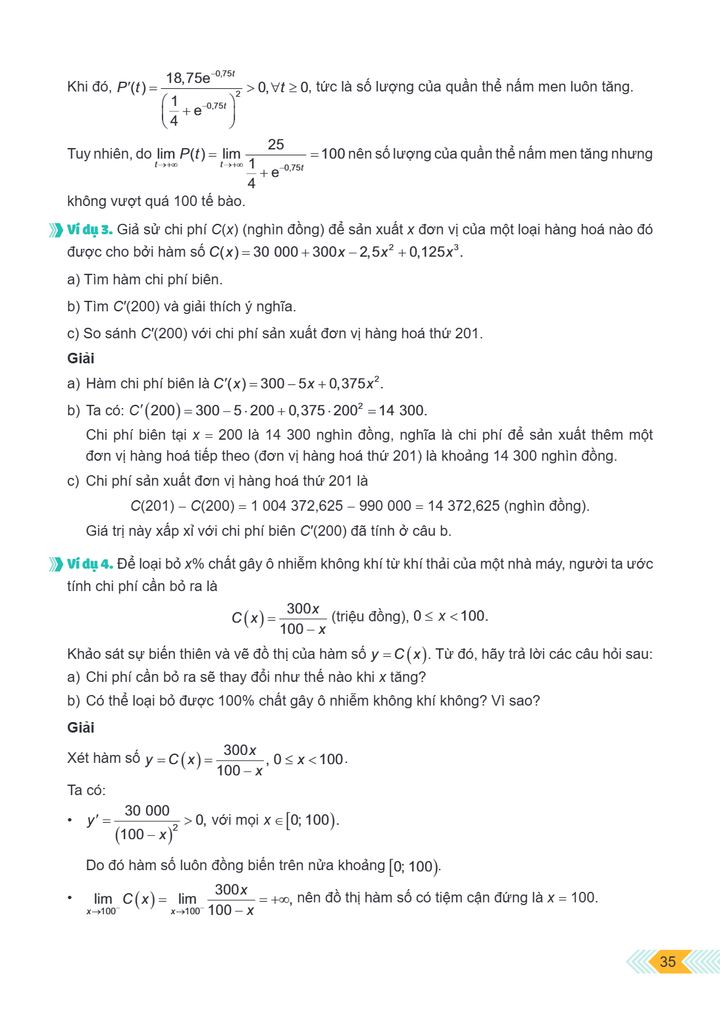 Khi đó, P′(t) = 18,75e^(−0,75t) / (1/4 + e^(−0,75t))² > 0, ∀t ≥ 0, tức là số lượng của quần thể nấm men luôn tăng.
Tuy nhiên, do lim_(t→+∞) P(t) = lim_(t→+∞) 25 / (1/4 + e^(−0,75t)) = 100 nên số lượng của quần thể nấm men tăng nhưng
không vượt quá 100 tế bào.
Ví dụ 3. Giả sử chi phí C(x) (nghìn đồng) để sản xuất x đơn vị của một loại hàng hoá nào đó
được cho bởi hàm số C(x) = 30 000 + 300x − 2,5x² + 0,125x³.
a) Tìm hàm chi phí biên.
b) Tìm C′(200) và giải thích ý nghĩa.
c) So sánh C′(200) với chi phí sản xuất đơn vị hàng hoá thứ 201.
Giải
a) Hàm chi phí biên là C′(x) = 300 − 5x + 0,375x².
b) Ta có: C′(200) = 300 − 5 · 200 + 0,375 · 200² = 14 300.
Chi phí biên tại x = 200 là 14 300 nghìn đồng, nghĩa là chi phí để sản xuất thêm một
đơn vị hàng hoá tiếp theo (đơn vị hàng hoá thứ 201) là khoảng 14 300 nghìn đồng.
c) Chi phí sản xuất đơn vị hàng hoá thứ 201 là
C(201) − C(200) = 1 004 372,625 − 990 000 = 14 372,625 (nghìn đồng).
Giá trị này xấp xỉ với chi phí biên C′(200) đã tính ở câu b.
Ví dụ 4. Để loại bỏ x% chất gây ô nhiễm không khí từ khí thải của một nhà máy, người ta ước
tính chi phí cần bỏ ra là
C(x) = 300x / (100 − x) (triệu đồng), 0 ≤ x < 100.
Khảo sát sự biến thiên và vẽ đồ thị của hàm số y = C(x). Từ đó, hãy trả lời các câu hỏi sau:
a) Chi phí cần bỏ ra sẽ thay đổi như thế nào khi x tăng?
b) Có thể loại bỏ được 100% chất gây ô nhiễm không khí không? Vì sao?
Giải
Xét hàm số y = C(x) = 300x / (100 − x), 0 ≤ x < 100.
Ta có:
• y′ = 30 000 / (100 − x)² > 0, với mọi x ∈ [0; 100).
Do đó hàm số luôn đồng biến trên nửa khoảng [0; 100).
• lim_(x→100⁻) C(x) = lim_(x→100⁻) 300x / (100 − x) = +∞, nên đồ thị hàm số có tiệm cận đứng là x = 100.
35